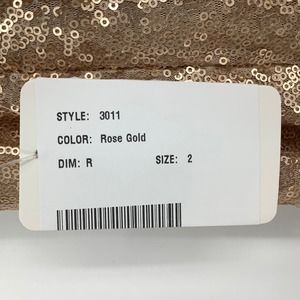 STYLE: 3011
COLOR: Rose Gold
DIM: R SIZE: 2